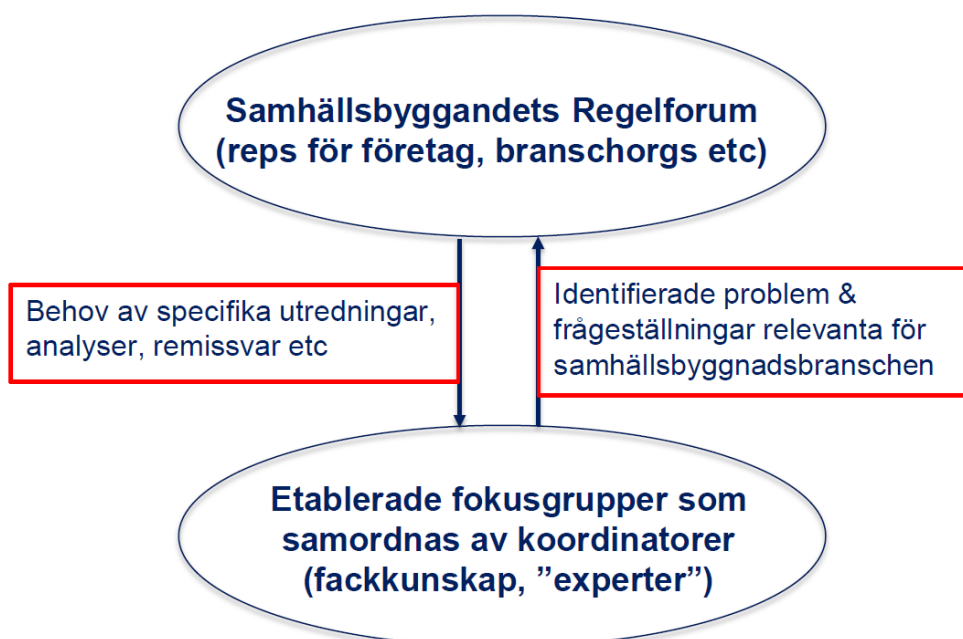 Samhällsbyggandets Regelforum
(reps för företag, branschorgs etc)
Behov av specifika utredningar,
analyser, remissvar etc
Identifierade problem &
frågeställningar relevanta för
samhällsbyggnadsbranschen
Etablerade fokusgrupper som
samordnas av koordinatorer
(fackkunskap, ”experter”)